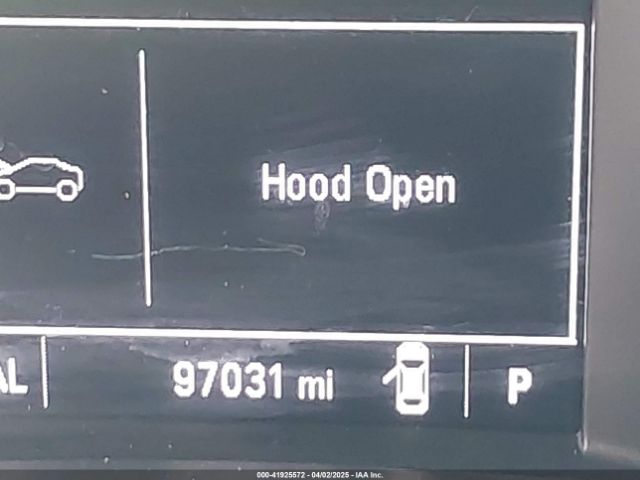 Hood Open
AL
97031 mi
P
000-41925572 - 04/02/2025 - IAA Inc.